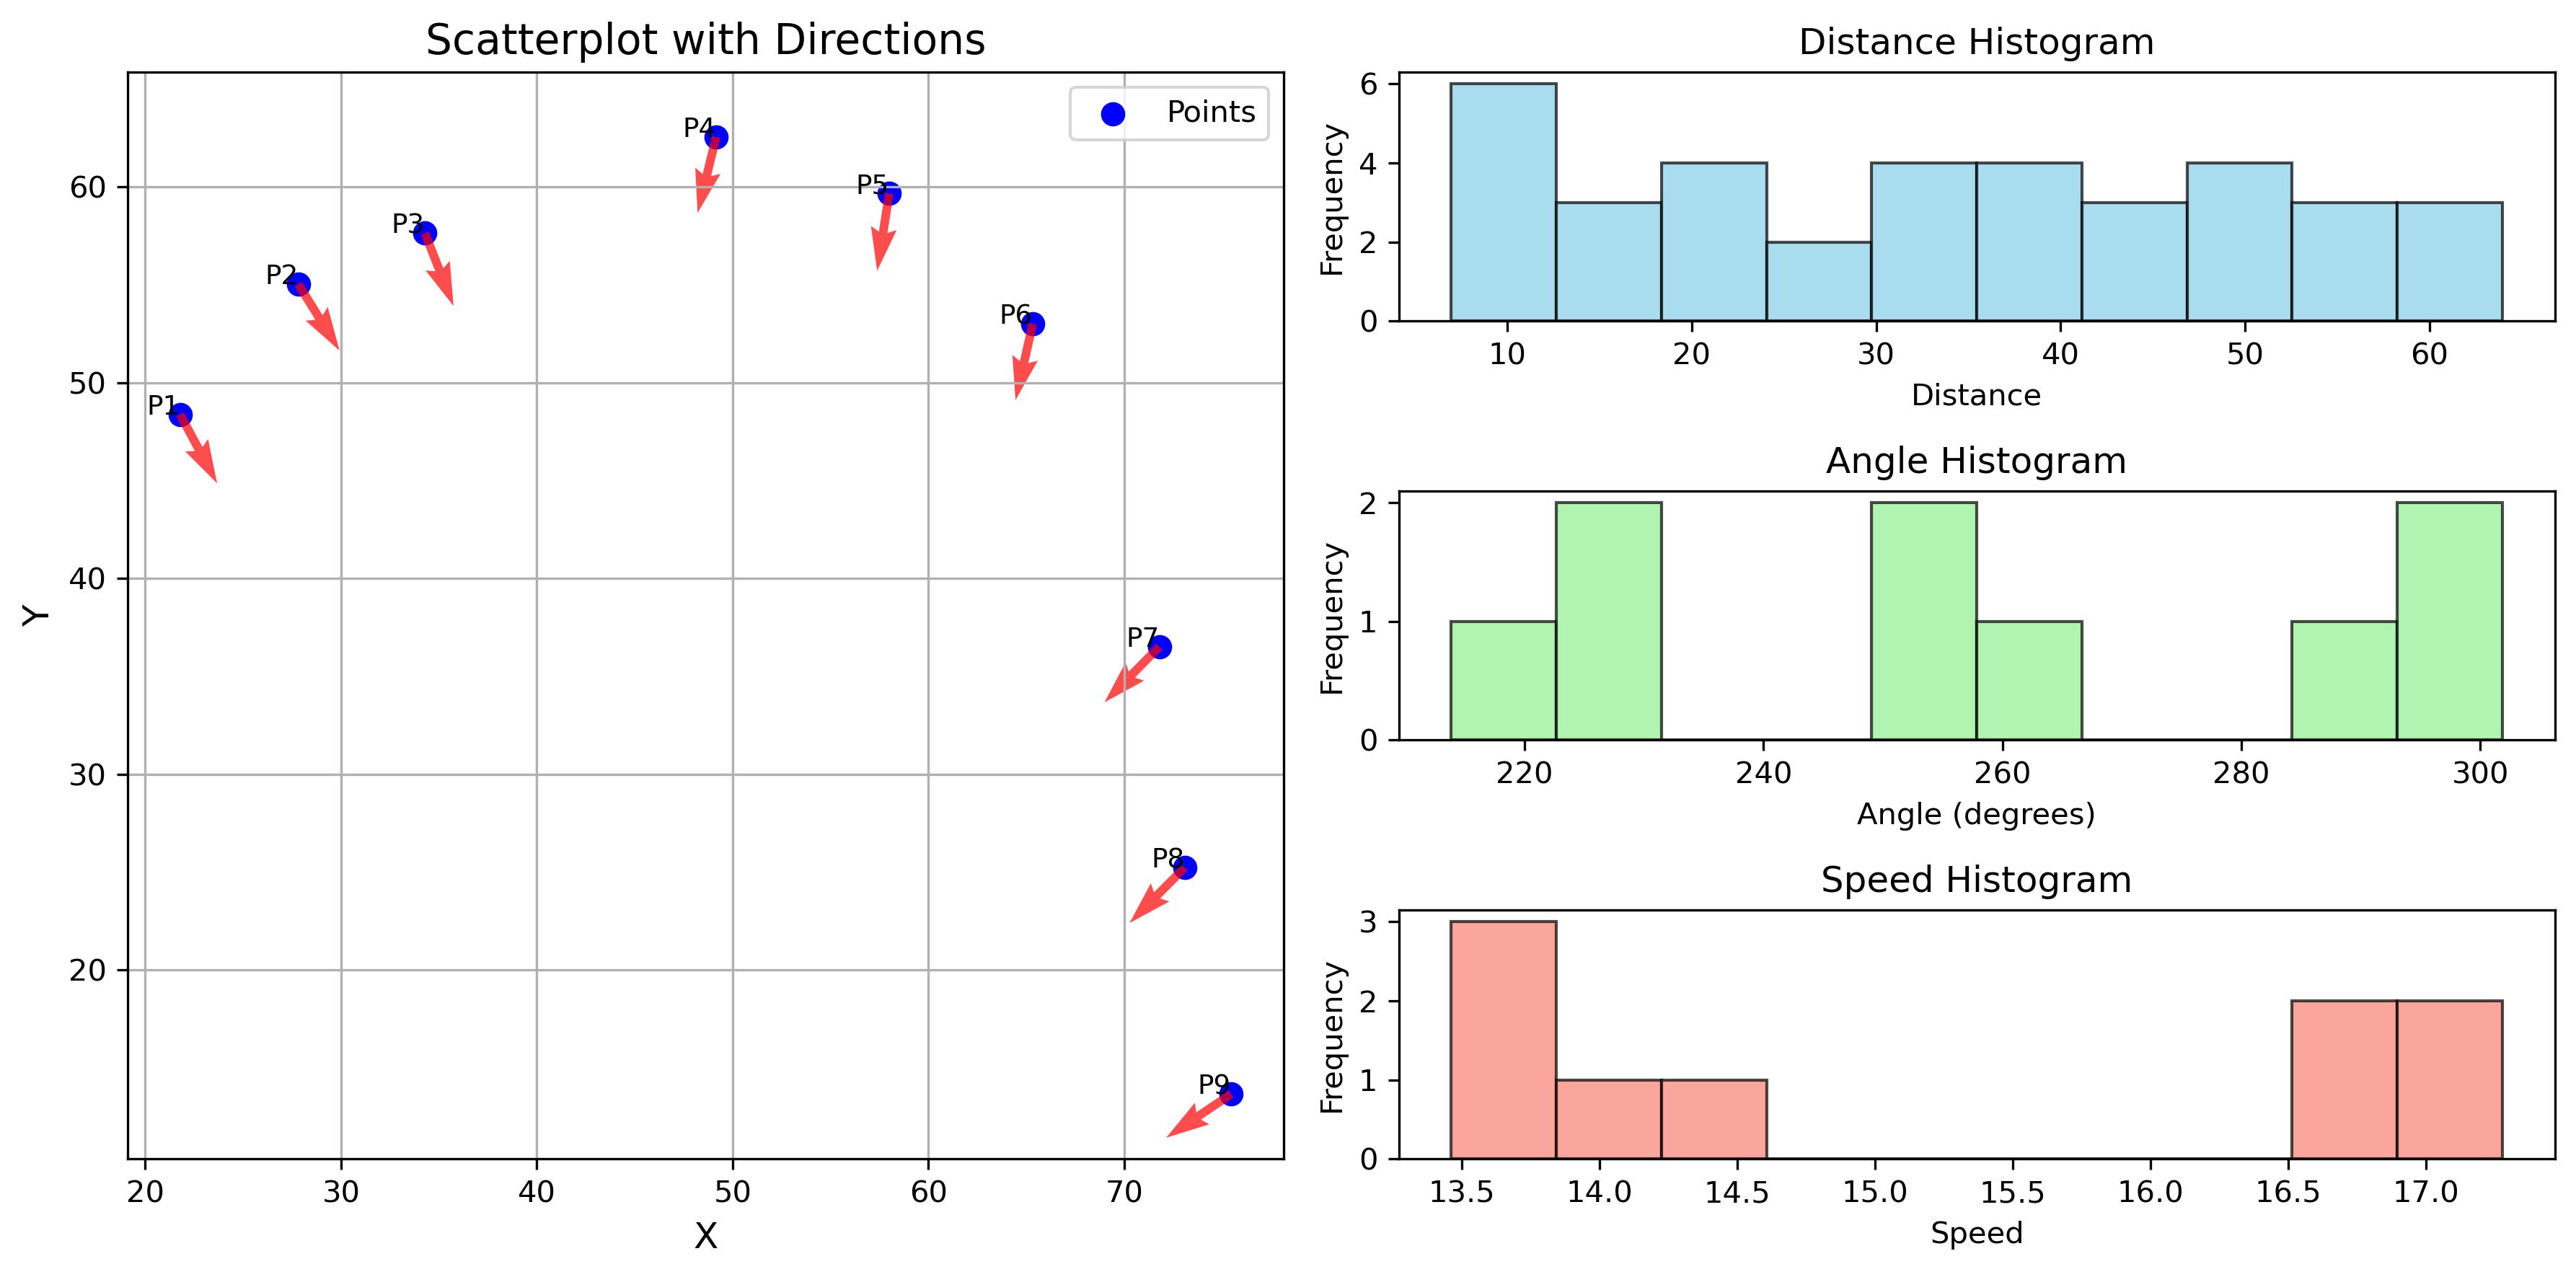 Scatterplot with Directions
Points
P1
P2
P3
P4
P5
P6
P7
P8
P9
60
50
40
30
20
Y
20 30 40 50 60 70
X
Distance Histogram
6
4
2
0
Frequency
10 20 30 40 50 60
Distance
Angle Histogram
2
1
0
Frequency
220 240 260 280 300
Angle (degrees)
Speed Histogram
3
2
1
0
Frequency
13.5 14.0 14.5 15.0 15.5 16.0 16.5 17.0
Speed